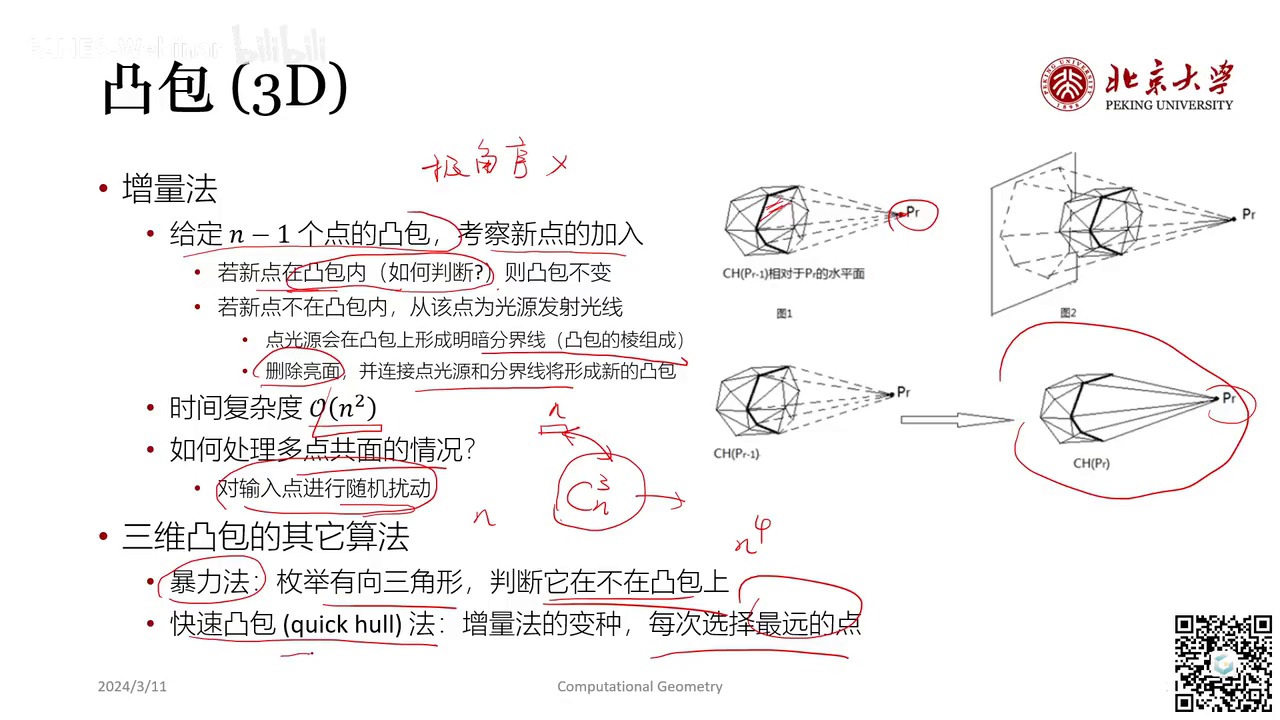 bilibili
凸包 (3D)
北京大学
PEKING UNIVERSITY
极角序 ×
• 增量法
• 给定 n − 1 个点的凸包，考察新点的加入
• 若新点在凸包内（如何判断?）则凸包不变
• 若新点不在凸包内，从该点为光源发射光线
• 点光源会在凸包上形成明暗分界线（凸包的棱组成）
• 删除亮面，并连接点光源和分界线将形成新的凸包
• 时间复杂度 O(n²)
• 如何处理多点共面的情况?
• 对输入点进行随机扰动
n
C_n^3
n
n⁴
• 三维凸包的其它算法
• 暴力法：枚举有向三角形，判断它在不在凸包上
• 快速凸包 (quick hull) 法：增量法的变种，每次选择最远的点
Pr
CH(Pr-1)相对于Pr的水平面
图1
Pr
图2
Pr
CH(Pr-1)
Pr
CH(Pr)
2024/3/11
Computational Geometry